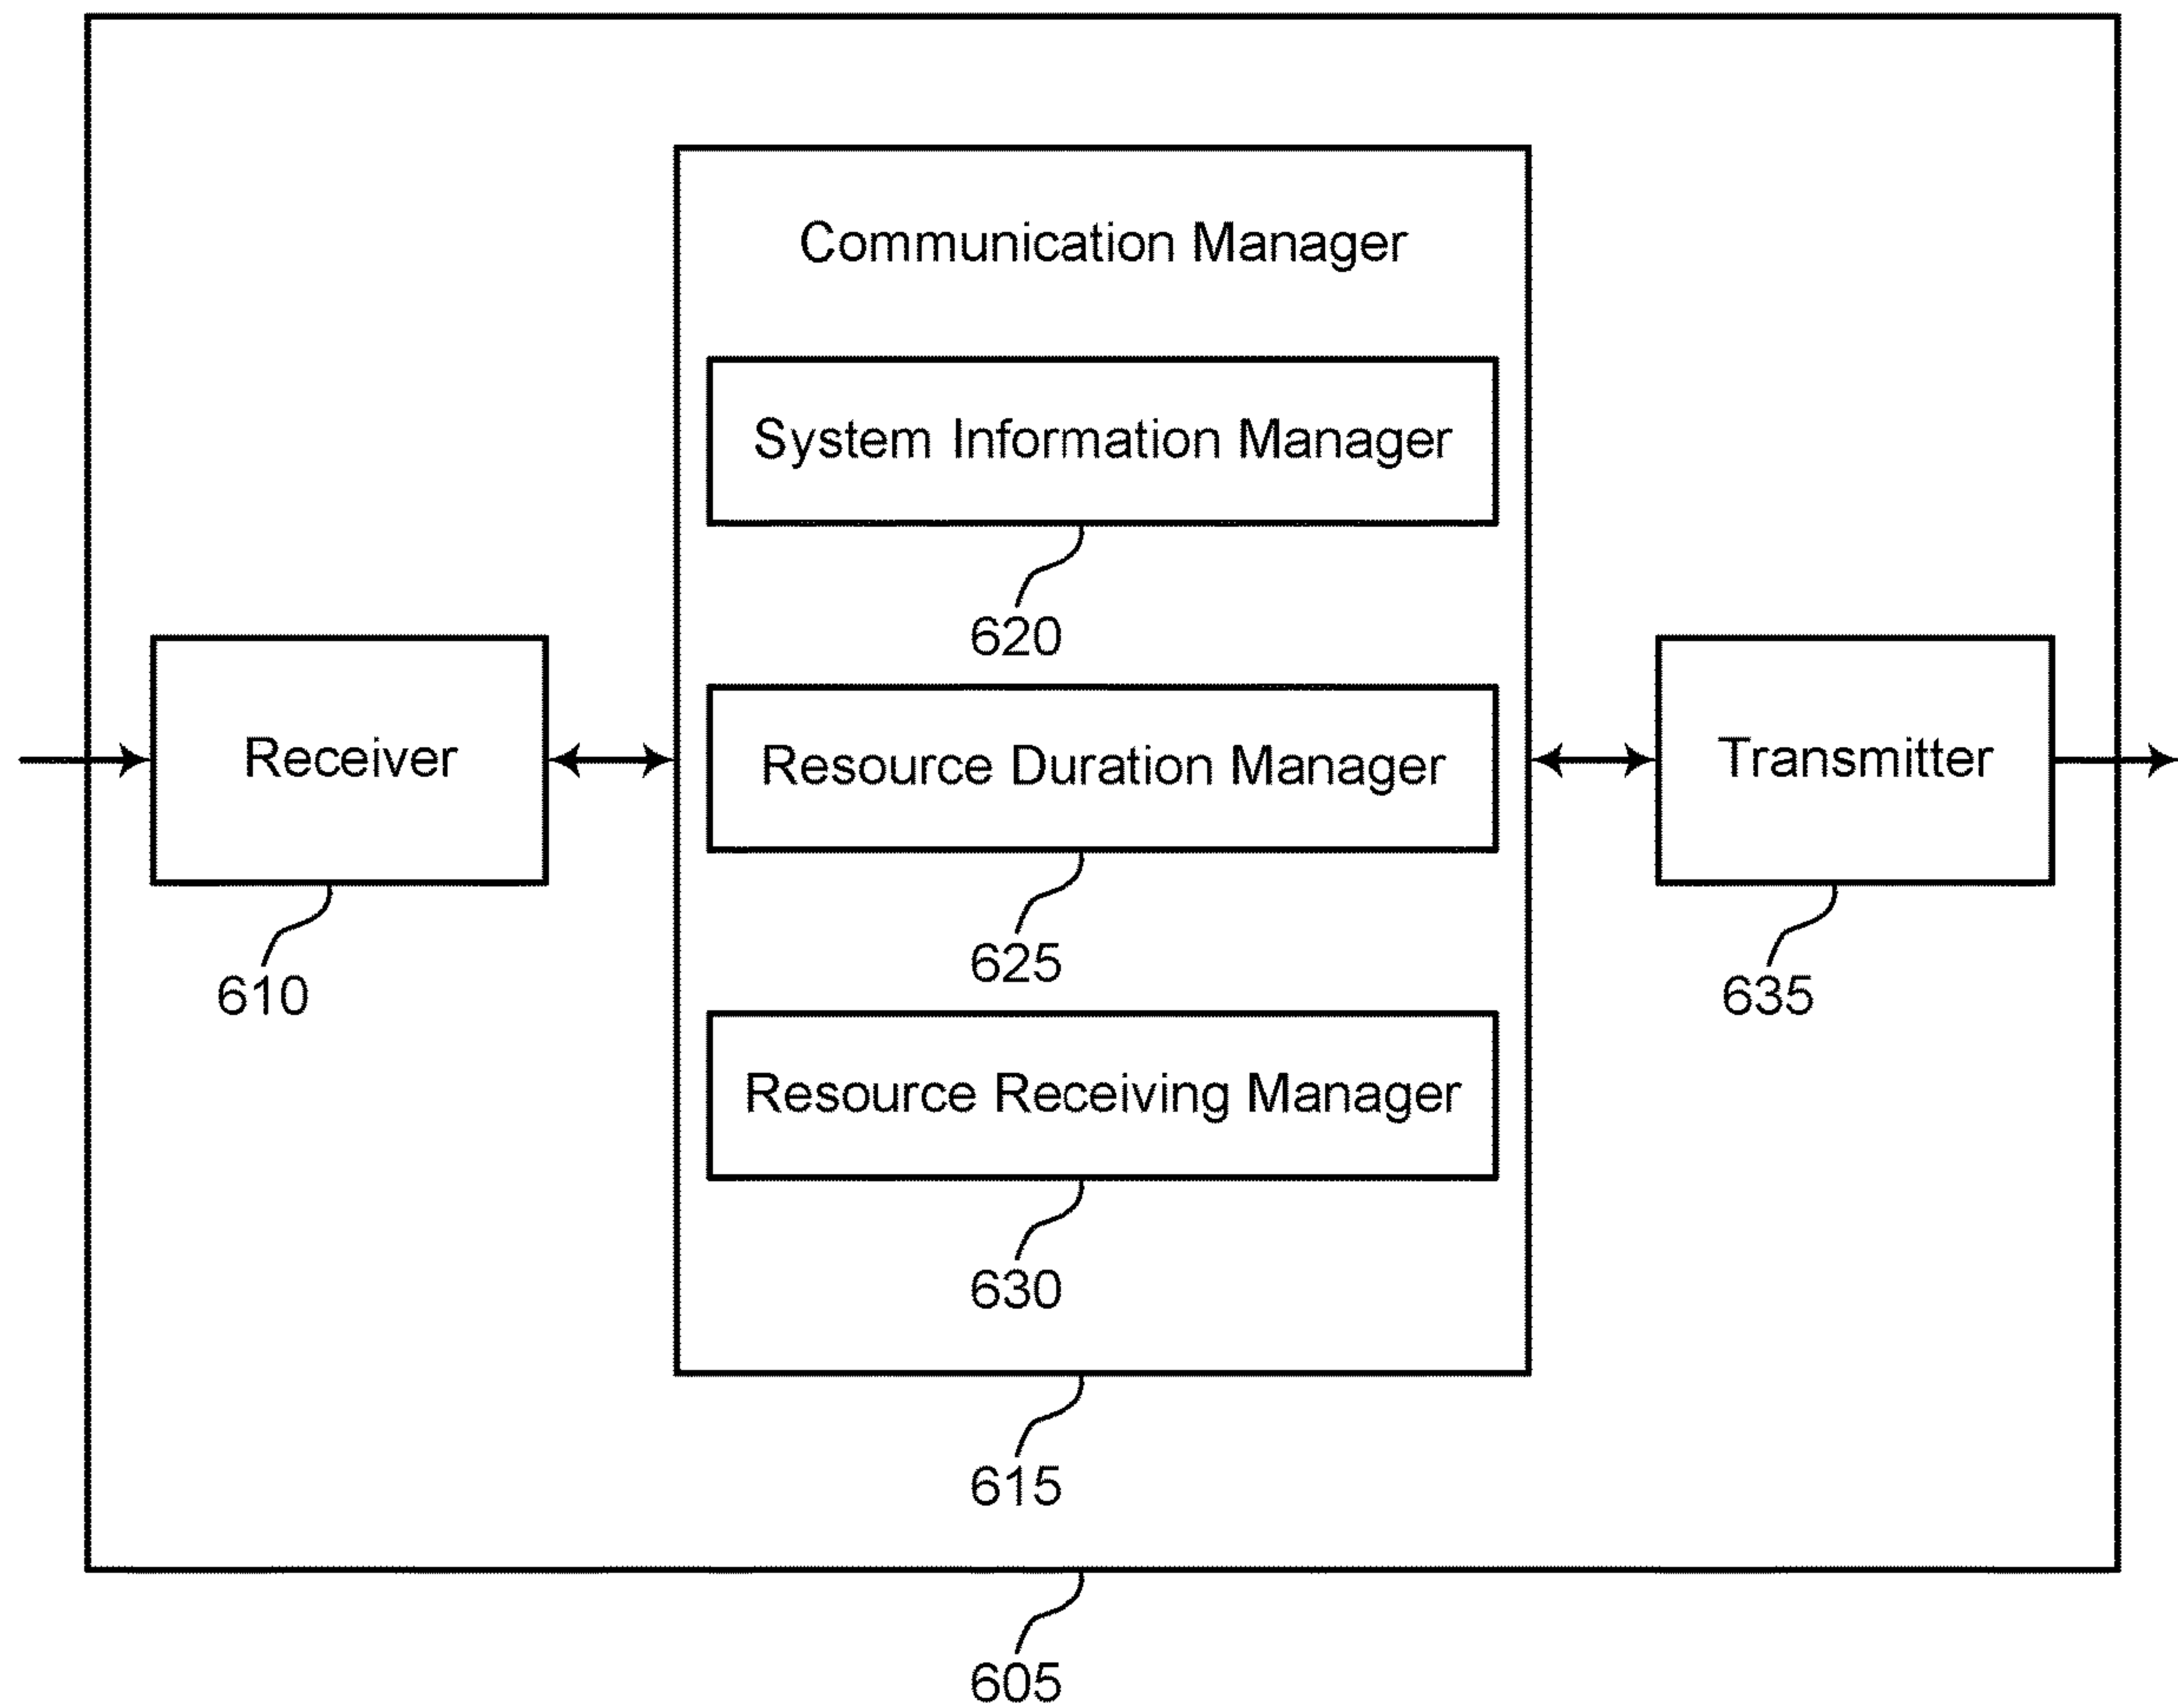 Communication Manager
System Information Manager
620
Receiver
610
Resource Duration Manager
625
Transmitter
635
Resource Receiving Manager
630
615
605